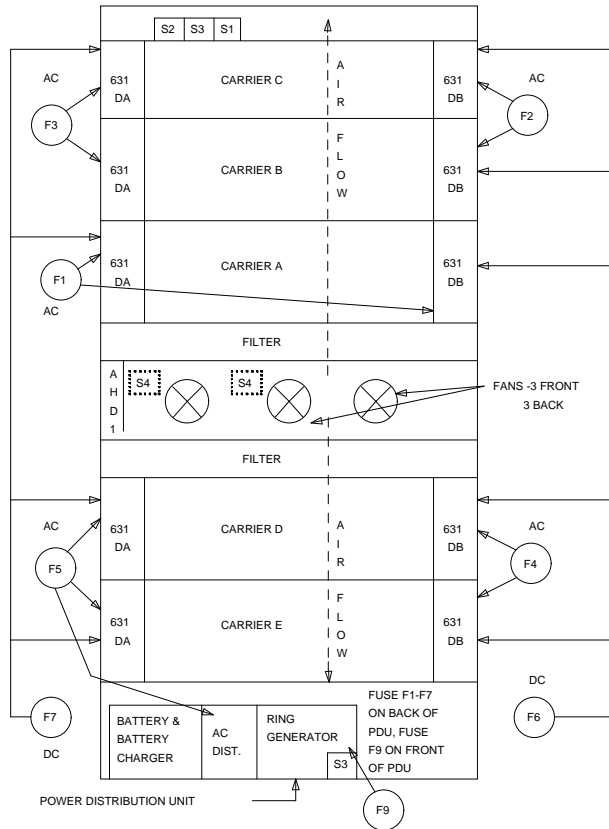 S2 S3 S1
AC
631
DA
CARRIER C
A
I
R
631
DB
AC
F3
F2
631
DA
CARRIER B
F
L
O
W
631
DB
631
DA
CARRIER A
631
DB
F1
AC
FILTER
A
H
D
1
S4
S4
FANS -3 FRONT
3 BACK
FILTER
AC
631
DA
CARRIER D
A
I
R
631
DB
AC
F5
F4
631
DA
CARRIER E
F
L
O
W
631
DB
F7
DC
DC
F6
BATTERY &
BATTERY
CHARGER
AC
DIST.
RING
GENERATOR
S3
FUSE F1-F7
ON BACK OF
PDU, FUSE
F9 ON FRONT
OF PDU
POWER DISTRIBUTION UNIT
F9